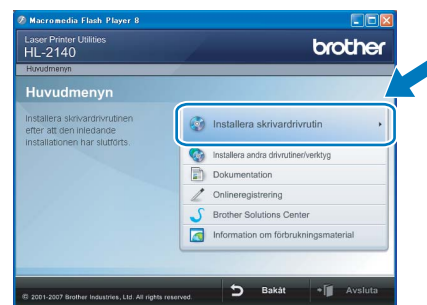 Macromedia Flash Player 8
Laser Printer Utilities
HL-2140
brother
Huvudmenyn
Huvudmenyn
Installera skrivardrivrutinen
efter att den inledande
installationen har slutförts.
Installera skrivardrivrutin
Installera andra drivrutiner/verktyg
Dokumentation
Onlineregistrering
Brother Solutions Center
Information om förbrukningsmaterial
© 2001-2007 Brother Industries, Ltd. All rights reserved.
Bakåt
Avsluta